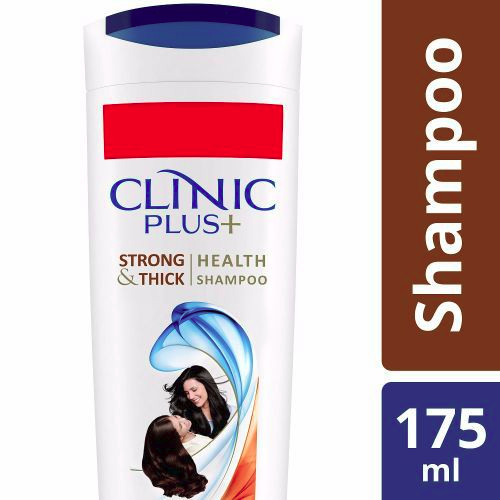 CLINIC
PLUS+
STRONG
& THICK
HEALTH
SHAMPOO
Shampoo
175
ml